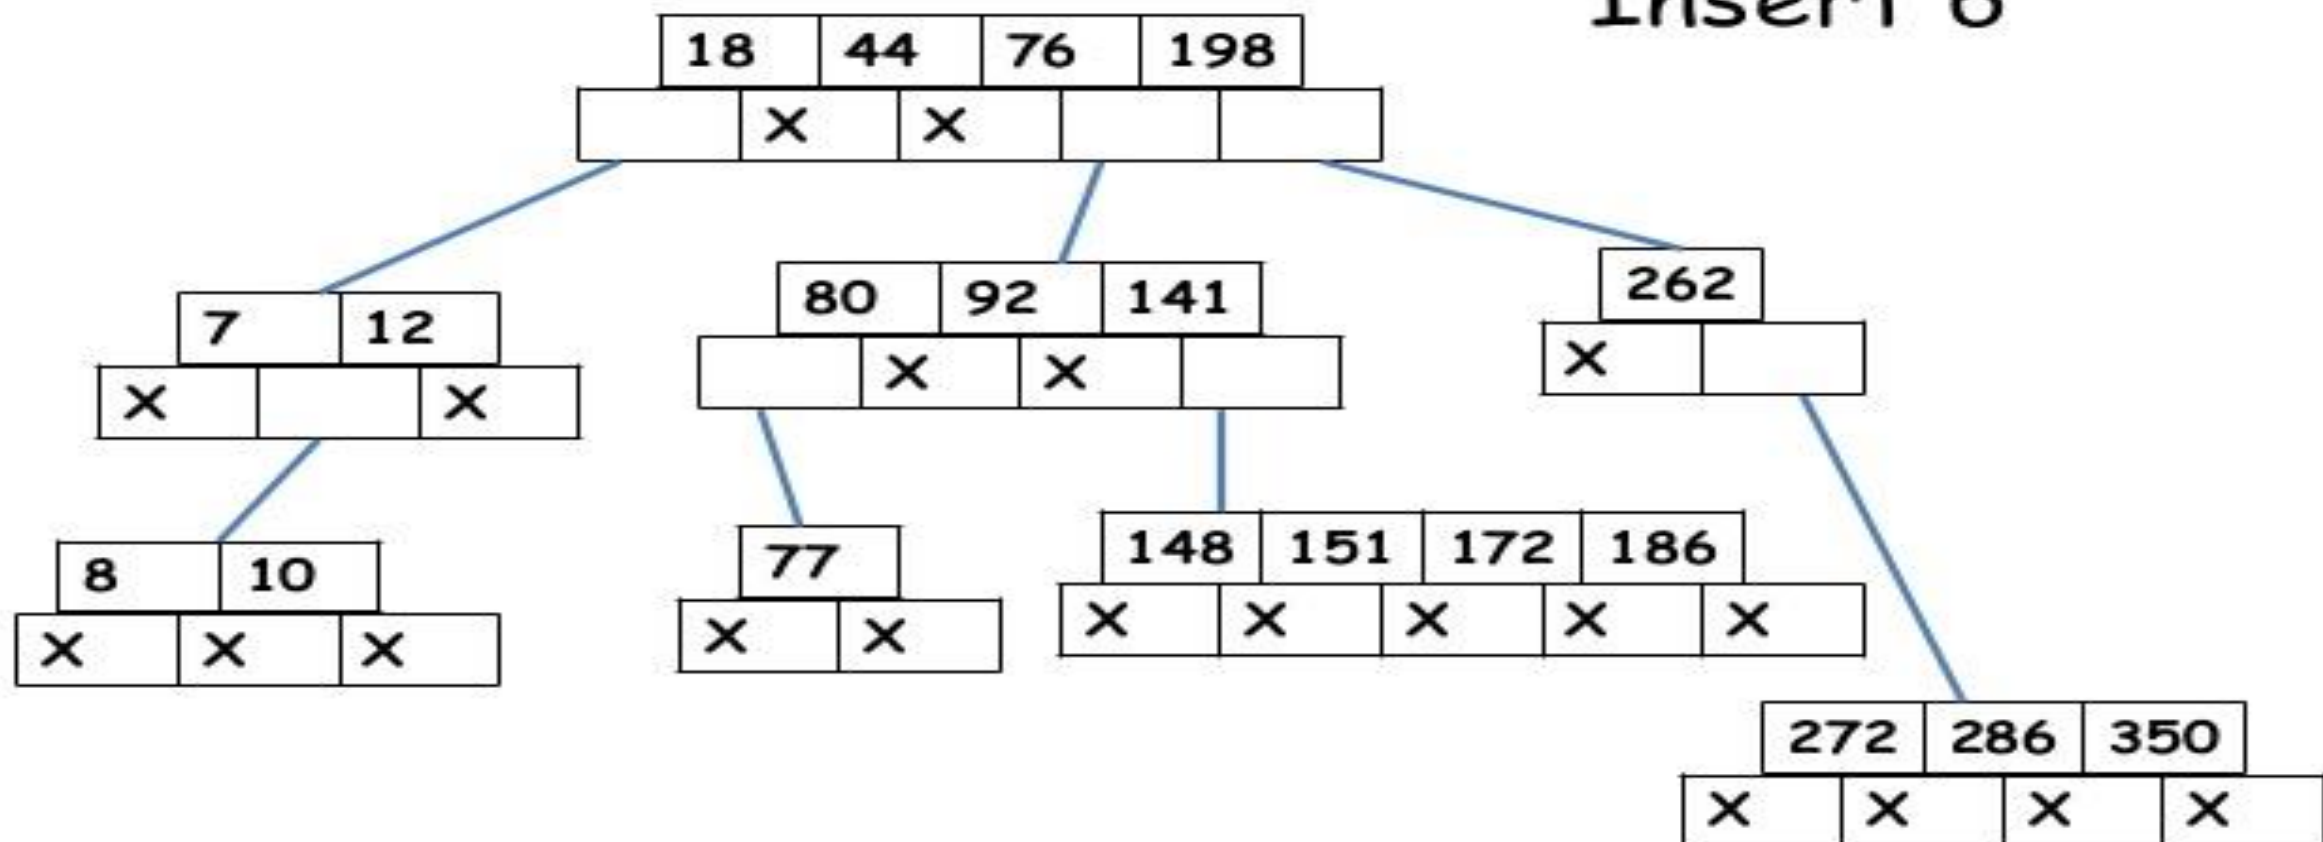 Insert 6
18 44 76 198
X X
7 12
X X
80 92 141
X X
262
X
8 10
X X X
77
X X
148 151 172 186
X X X X X
272 286 350
X X X X